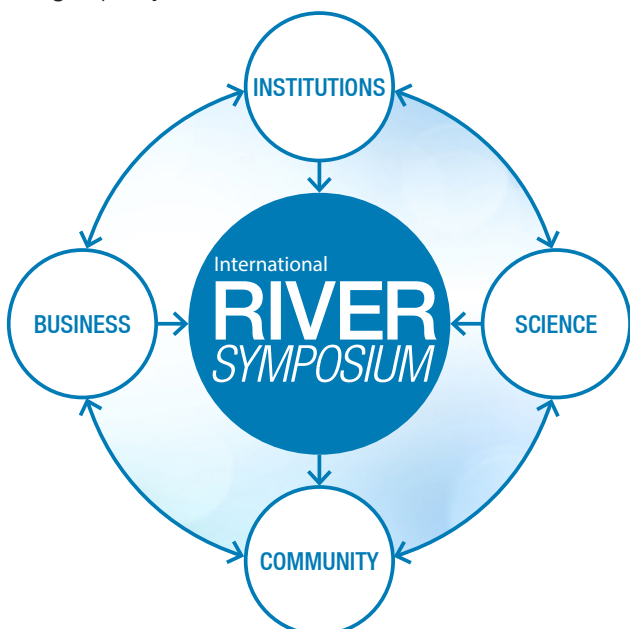 INSTITUTIONS
International
RIVER
SYMPOSIUM
BUSINESS
SCIENCE
COMMUNITY